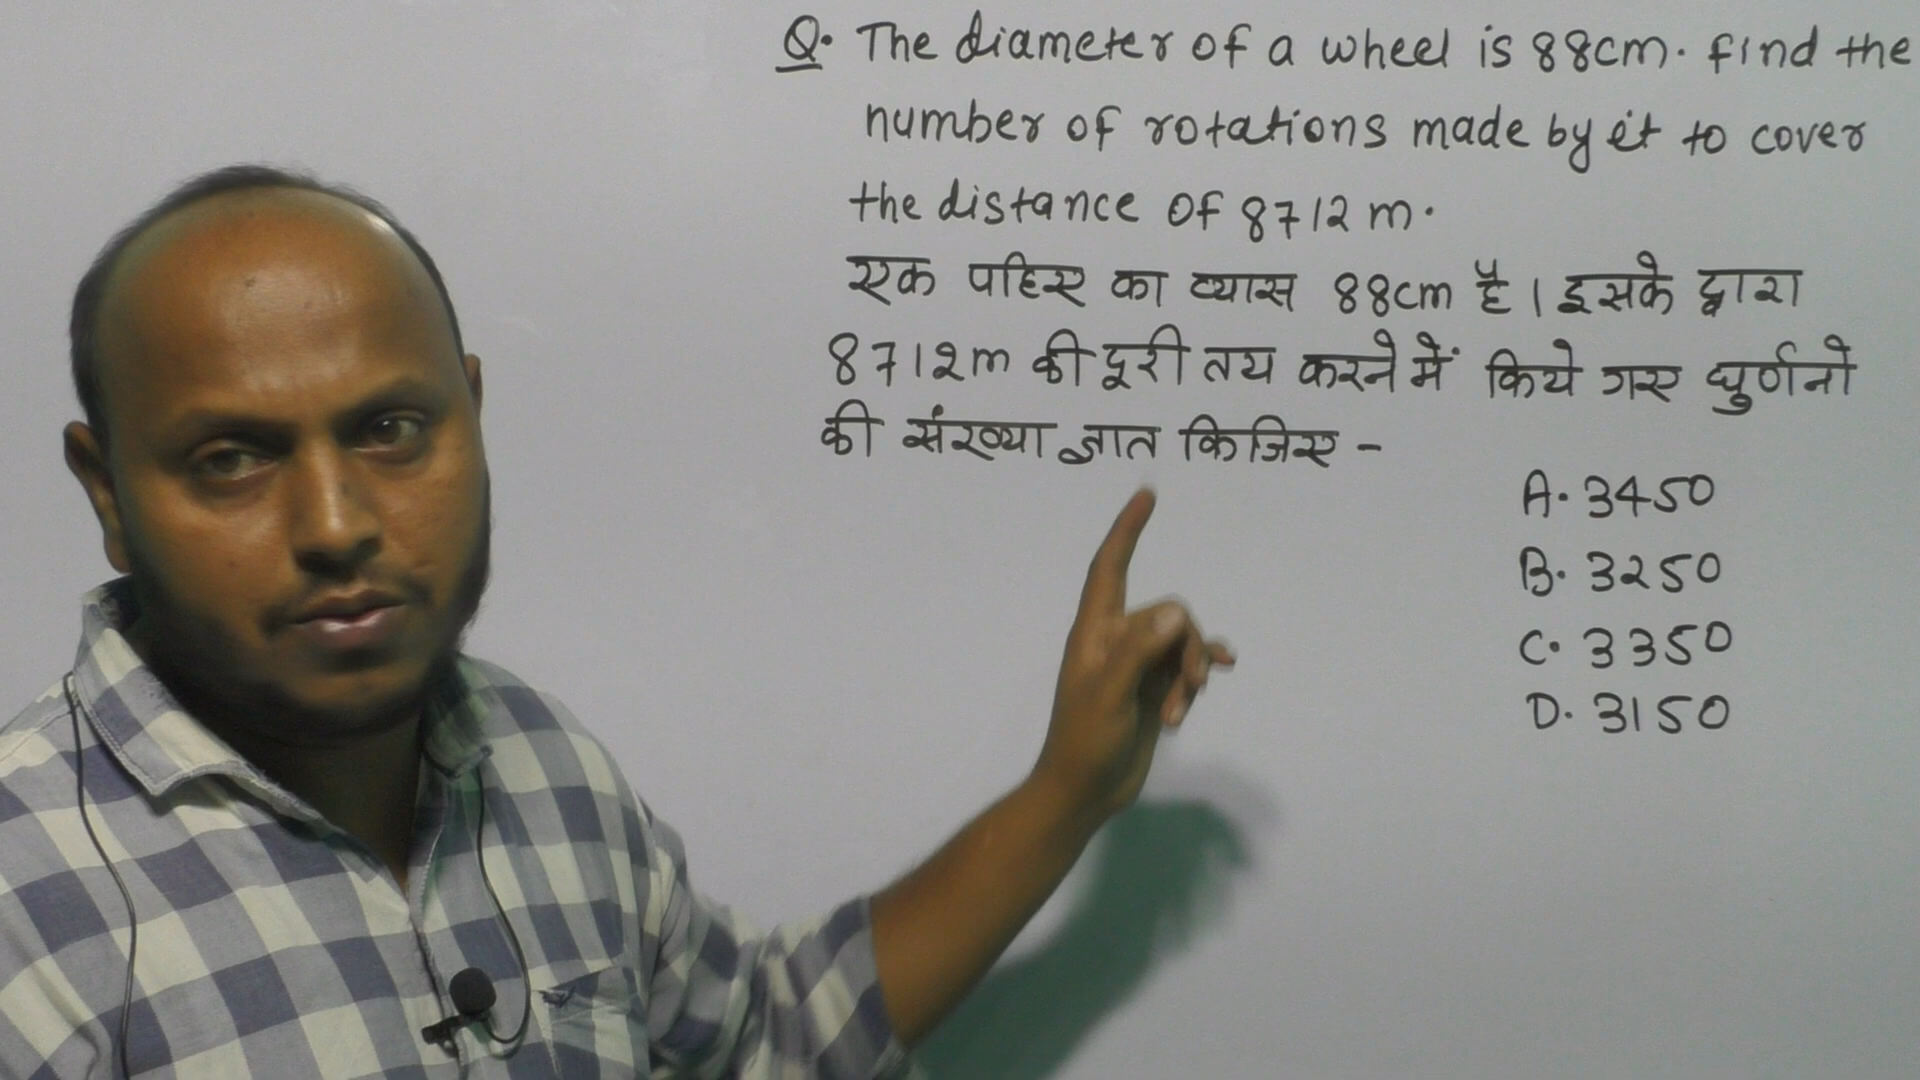 Q. The diameter of a wheel is 88cm. find the
number of rotations made by it to cover
the distance of 8712 m.
एक पहिए का व्यास 88cm है । इसके द्वारा
8712m की दूरी तय करने में किये गए घुर्णनो
की संख्या ज्ञात किजिए -
A. 3450
B. 3250
C. 3350
D. 3150